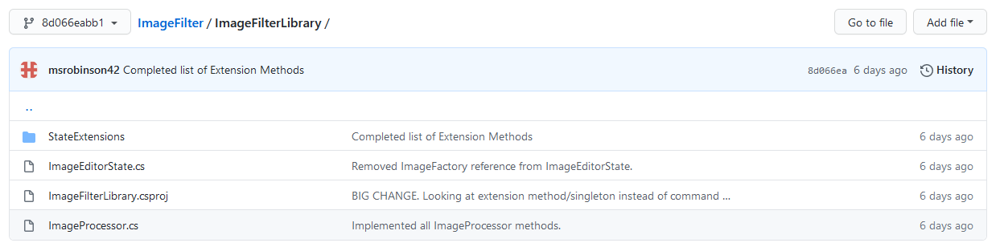 8d066eabb1 ImageFilter / ImageFilterLibrary / Go to file Add file
msrobinson42 Completed list of Extension Methods 8d066ea 6 days ago History
..
StateExtensions Completed list of Extension Methods 6 days ago
ImageEditorState.cs Removed ImageFactory reference from ImageEditorState. 6 days ago
ImageFilterLibrary.csproj BIG CHANGE. Looking at extension method/singleton instead of command ... 6 days ago
ImageProcessor.cs Implemented all ImageProcessor methods. 6 days ago